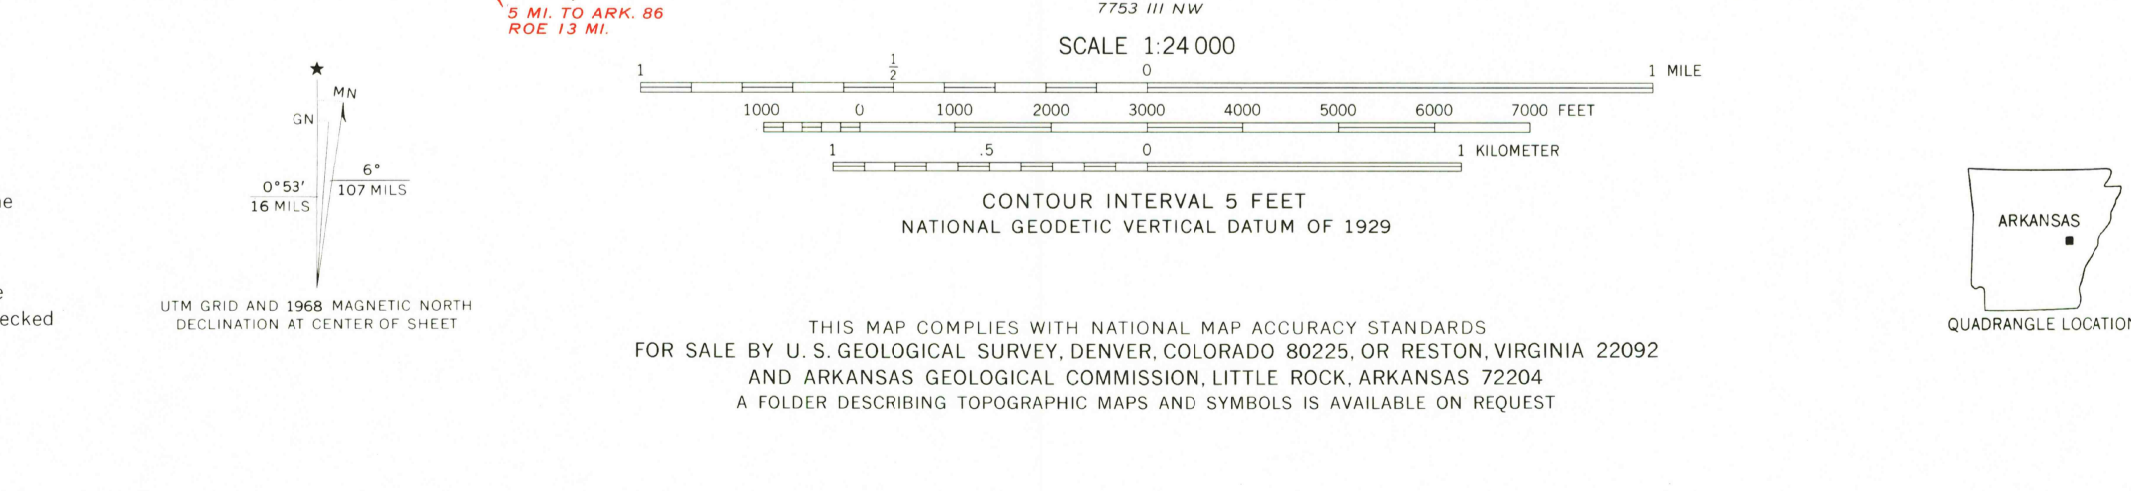 5 MI. TO ARK. 86
ROE 13 MI.
7753 III NW
SCALE 1:24 000
1 1/2 0 1 MILE
1000 0 1000 2000 3000 4000 5000 6000 7000 FEET
1 .5 0 1 KILOMETER
CONTOUR INTERVAL 5 FEET
NATIONAL GEODETIC VERTICAL DATUM OF 1929
★
MN
GN
6°
107 MILS
0°53'
16 MILS
UTM GRID AND 1968 MAGNETIC NORTH
DECLINATION AT CENTER OF SHEET
ecked
THIS MAP COMPLIES WITH NATIONAL MAP ACCURACY STANDARDS
FOR SALE BY U. S. GEOLOGICAL SURVEY, DENVER, COLORADO 80225, OR RESTON, VIRGINIA 22092
AND ARKANSAS GEOLOGICAL COMMISSION, LITTLE ROCK, ARKANSAS 72204
A FOLDER DESCRIBING TOPOGRAPHIC MAPS AND SYMBOLS IS AVAILABLE ON REQUEST
ARKANSAS
QUADRANGLE LOCATION